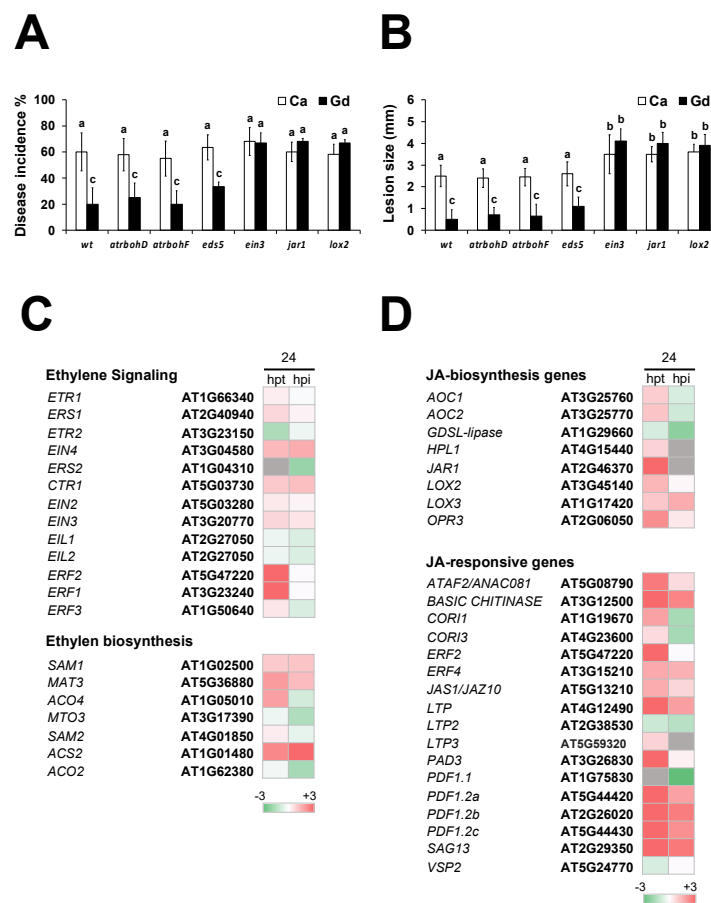 A
Disease incidence %
100
80
60
40
20
0
Ca Gd
a a a a a a a a a a
c c c c
wt atrbohD atrbohF eds5 ein3 jar1 lox2
B
Lesion size (mm)
6
5
4
3
2
1
0
Ca Gd
a a a a b b b b b b
c c c c
wt atrbohD atrbohF eds5 ein3 jar1 lox2
C
24
Ethylene Signaling hpt hpi
ETR1 AT1G66340
ERS1 AT2G40940
ETR2 AT3G23150
EIN4 AT3G04580
ERS2 AT1G04310
CTR1 AT5G03730
EIN2 AT5G03280
EIN3 AT3G20770
EIL1 AT2G27050
EIL2 AT2G27050
ERF2 AT5G47220
ERF1 AT3G23240
ERF3 AT1G50640
Ethylen biosynthesis
SAM1 AT1G02500
MAT3 AT5G36880
ACO4 AT1G05010
MTO3 AT3G17390
SAM2 AT4G01850
ACS2 AT1G01480
ACO2 AT1G62380
-3 +3
D
24
JA-biosynthesis genes hpt hpi
AOC1 AT3G25760
AOC2 AT3G25770
GDSL-lipase AT1G29660
HPL1 AT4G15440
JAR1 AT2G46370
LOX2 AT3G45140
LOX3 AT1G17420
OPR3 AT2G06050
JA-responsive genes
ATAF2/ANAC081 AT5G08790
BASIC CHITINASE AT3G12500
CORI1 AT1G19670
CORI3 AT4G23600
ERF2 AT5G47220
ERF4 AT3G15210
JAS1/JAZ10 AT5G13210
LTP AT4G12490
LTP2 AT2G38530
LTP3 AT5G59320
PAD3 AT3G26830
PDF1.1 AT1G75830
PDF1.2a AT5G44420
PDF1.2b AT2G26020
PDF1.2c AT5G44430
SAG13 AT2G29350
VSP2 AT5G24770
-3 +3